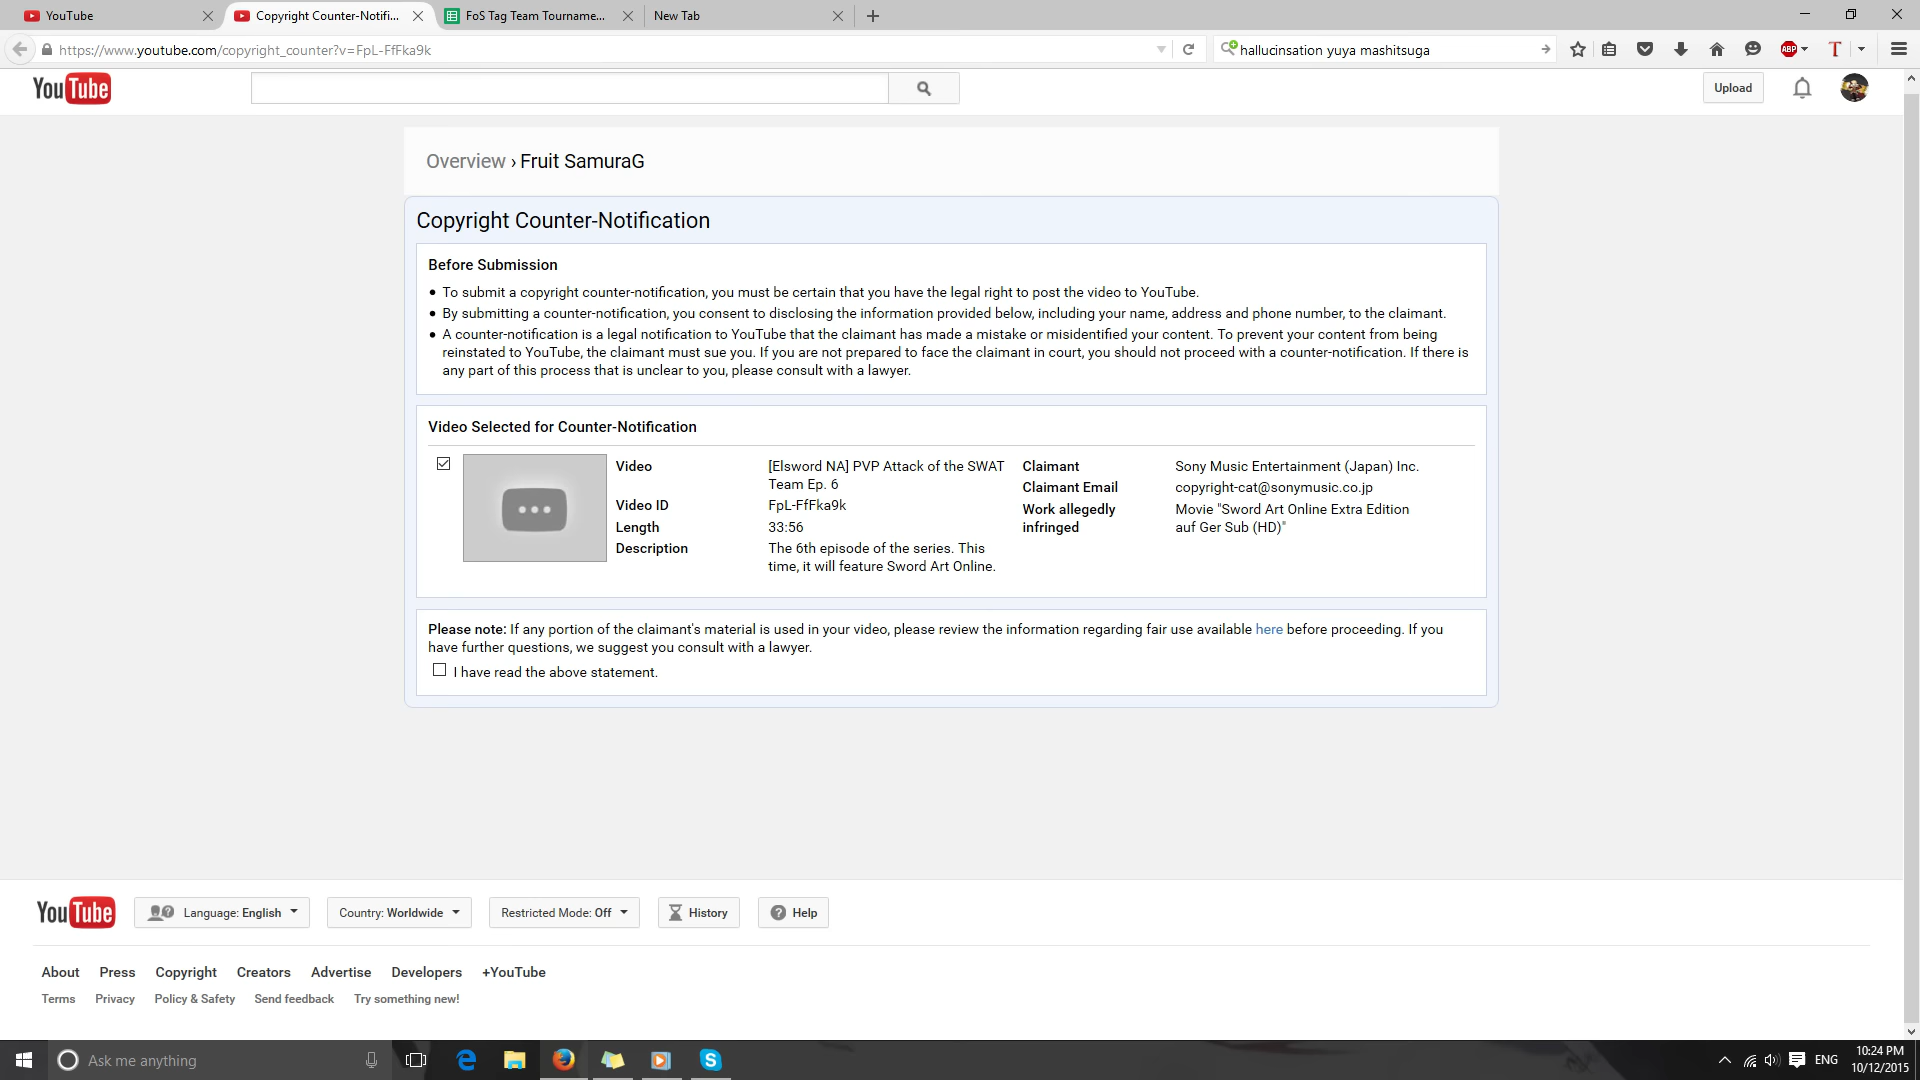 YouTube
Copyright Counter-Notifi...
FoS Tag Team Tourname...
New Tab
https://www.youtube.com/copyright_counter?v=FpL-FfFka9k
hallucinsation yuya mashitsuga
ABP
T
YouTube
Upload
Overview › Fruit SamuraG
Copyright Counter-Notification
Before Submission
• To submit a copyright counter-notification, you must be certain that you have the legal right to post the video to YouTube.
• By submitting a counter-notification, you consent to disclosing the information provided below, including your name, address and phone number, to the claimant.
• A counter-notification is a legal notification to YouTube that the claimant has made a mistake or misidentified your content. To prevent your content from being
reinstated to YouTube, the claimant must sue you. If you are not prepared to face the claimant in court, you should not proceed with a counter-notification. If there is
any part of this process that is unclear to you, please consult with a lawyer.
Video Selected for Counter-Notification
Video [Elsword NA] PVP Attack of the SWAT
Team Ep. 6
Video ID FpL-FfFka9k
Length 33:56
Description The 6th episode of the series. This
time, it will feature Sword Art Online.
Claimant Sony Music Entertainment (Japan) Inc.
Claimant Email copyright-cat@sonymusic.co.jp
Work allegedly Movie "Sword Art Online Extra Edition
infringed auf Ger Sub (HD)"
Please note: If any portion of the claimant's material is used in your video, please review the information regarding fair use available here before proceeding. If you
have further questions, we suggest you consult with a lawyer.
I have read the above statement.
YouTube
Language: English
Country: Worldwide
Restricted Mode: Off
History
Help
About Press Copyright Creators Advertise Developers +YouTube
Terms Privacy Policy & Safety Send feedback Try something new!
Ask me anything
ENG
10:24 PM
10/12/2015